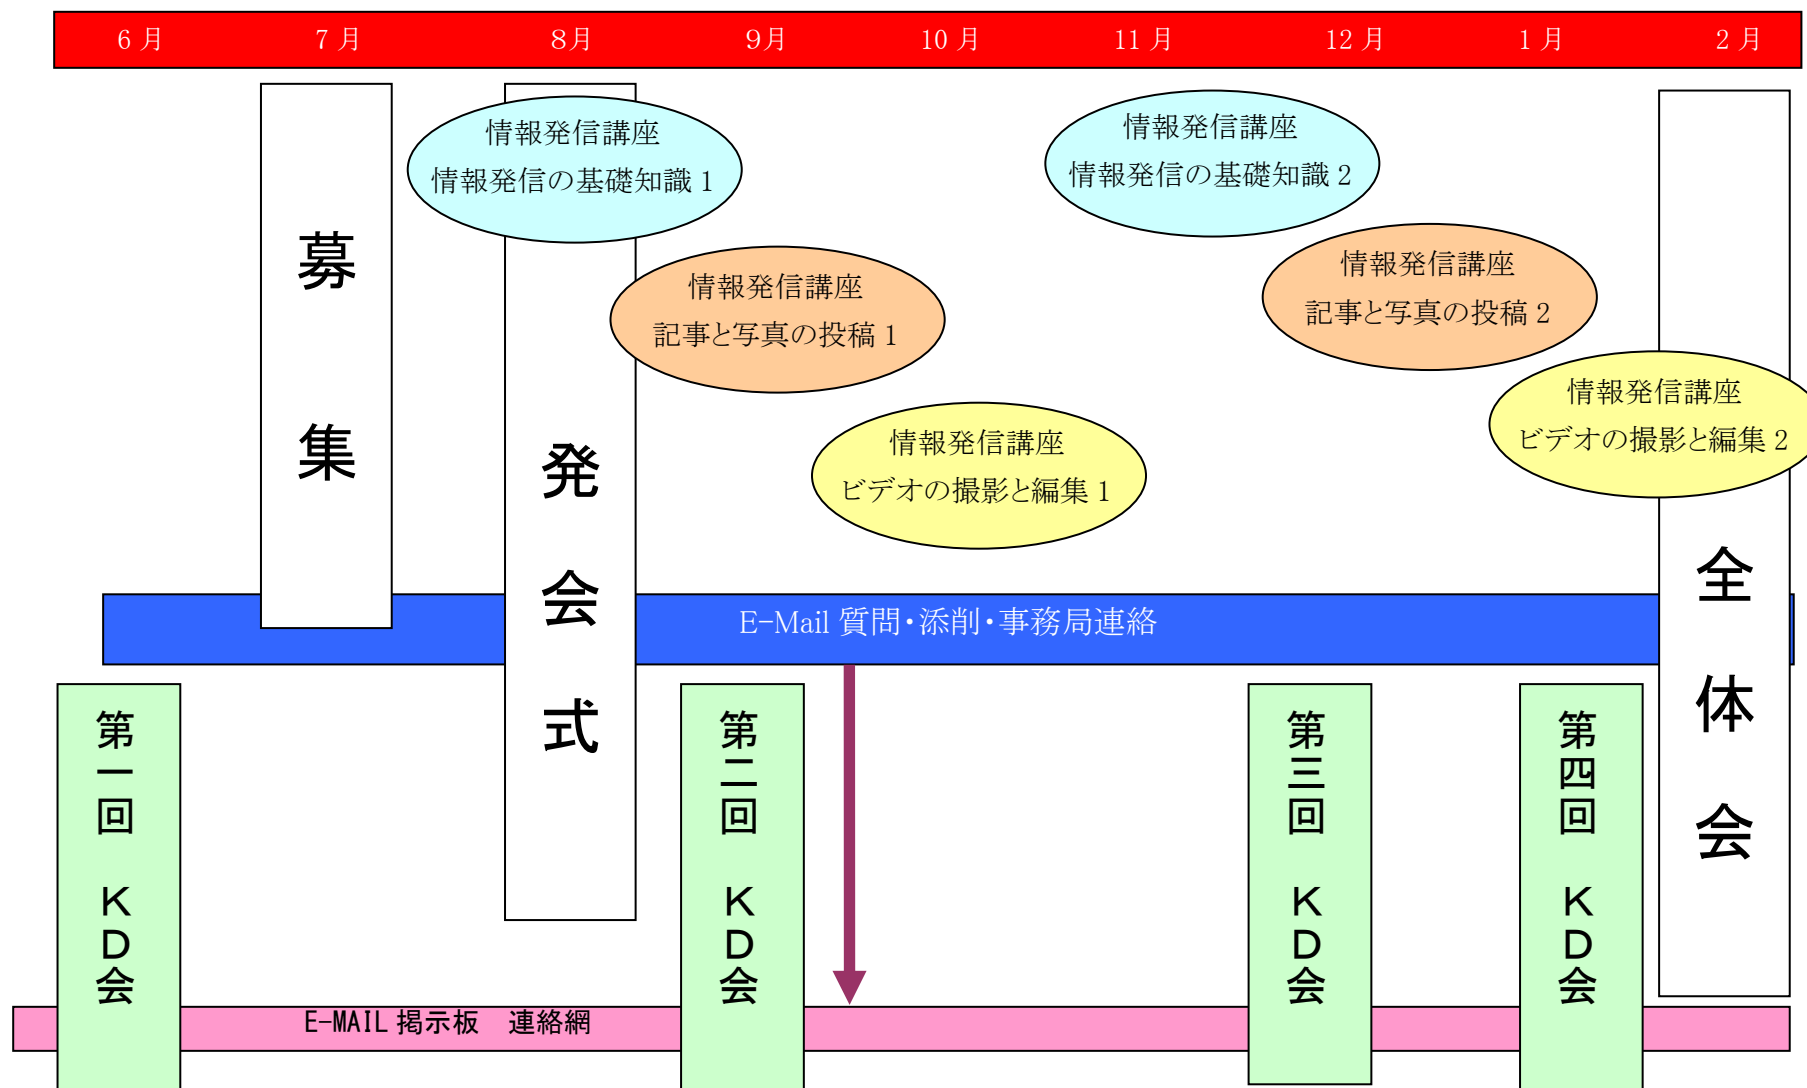 6月 7月 8月 9月 10月 11月 12月 1月 2月
募集
発会式
情報発信講座
情報発信の基礎知識 1
情報発信講座
記事と写真の投稿 1
情報発信講座
ビデオの撮影と編集 1
情報発信講座
情報発信の基礎知識 2
情報発信講座
記事と写真の投稿 2
情報発信講座
ビデオの撮影と編集 2
全体会
E-Mail 質問・添削・事務局連絡
第一回 KD会
第二回 KD会
第三回 KD会
第四回 KD会
E-MAIL 掲示板 連絡網